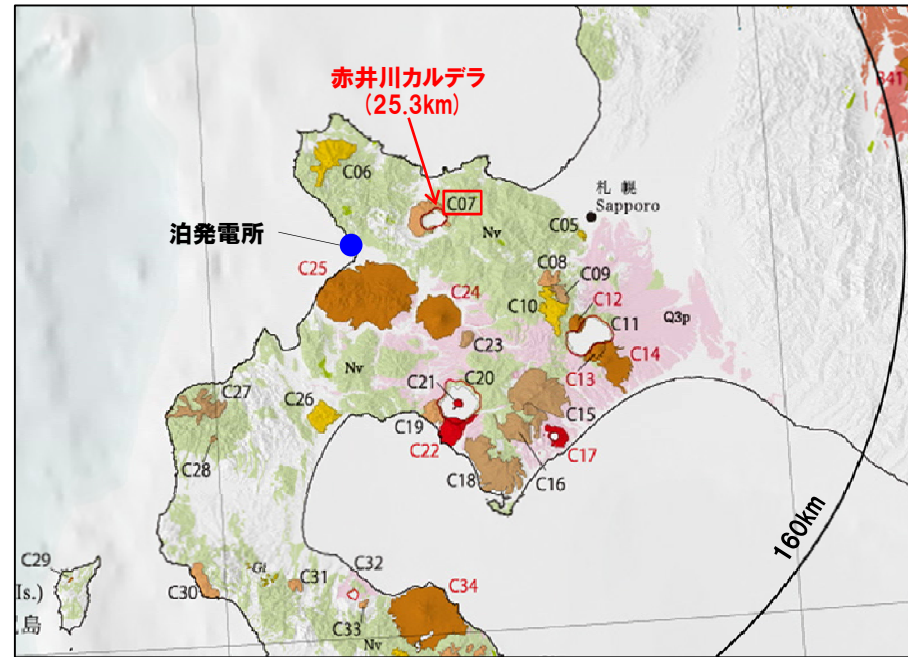 赤井川カルデラ
(25.3km)
C06
C07
札 幌
Sapporo
C05
Nv
泊発電所
C25
C24
C08
C09
C10
C12
C11
Q3p
C23
C14
C13
Nv
C21
C20
C27
C26
C19
C15
C22
C17
C28
C18
C16
160km
C29
C32
Gt
C31
C34
Is.)
C30
島
C33
Nv